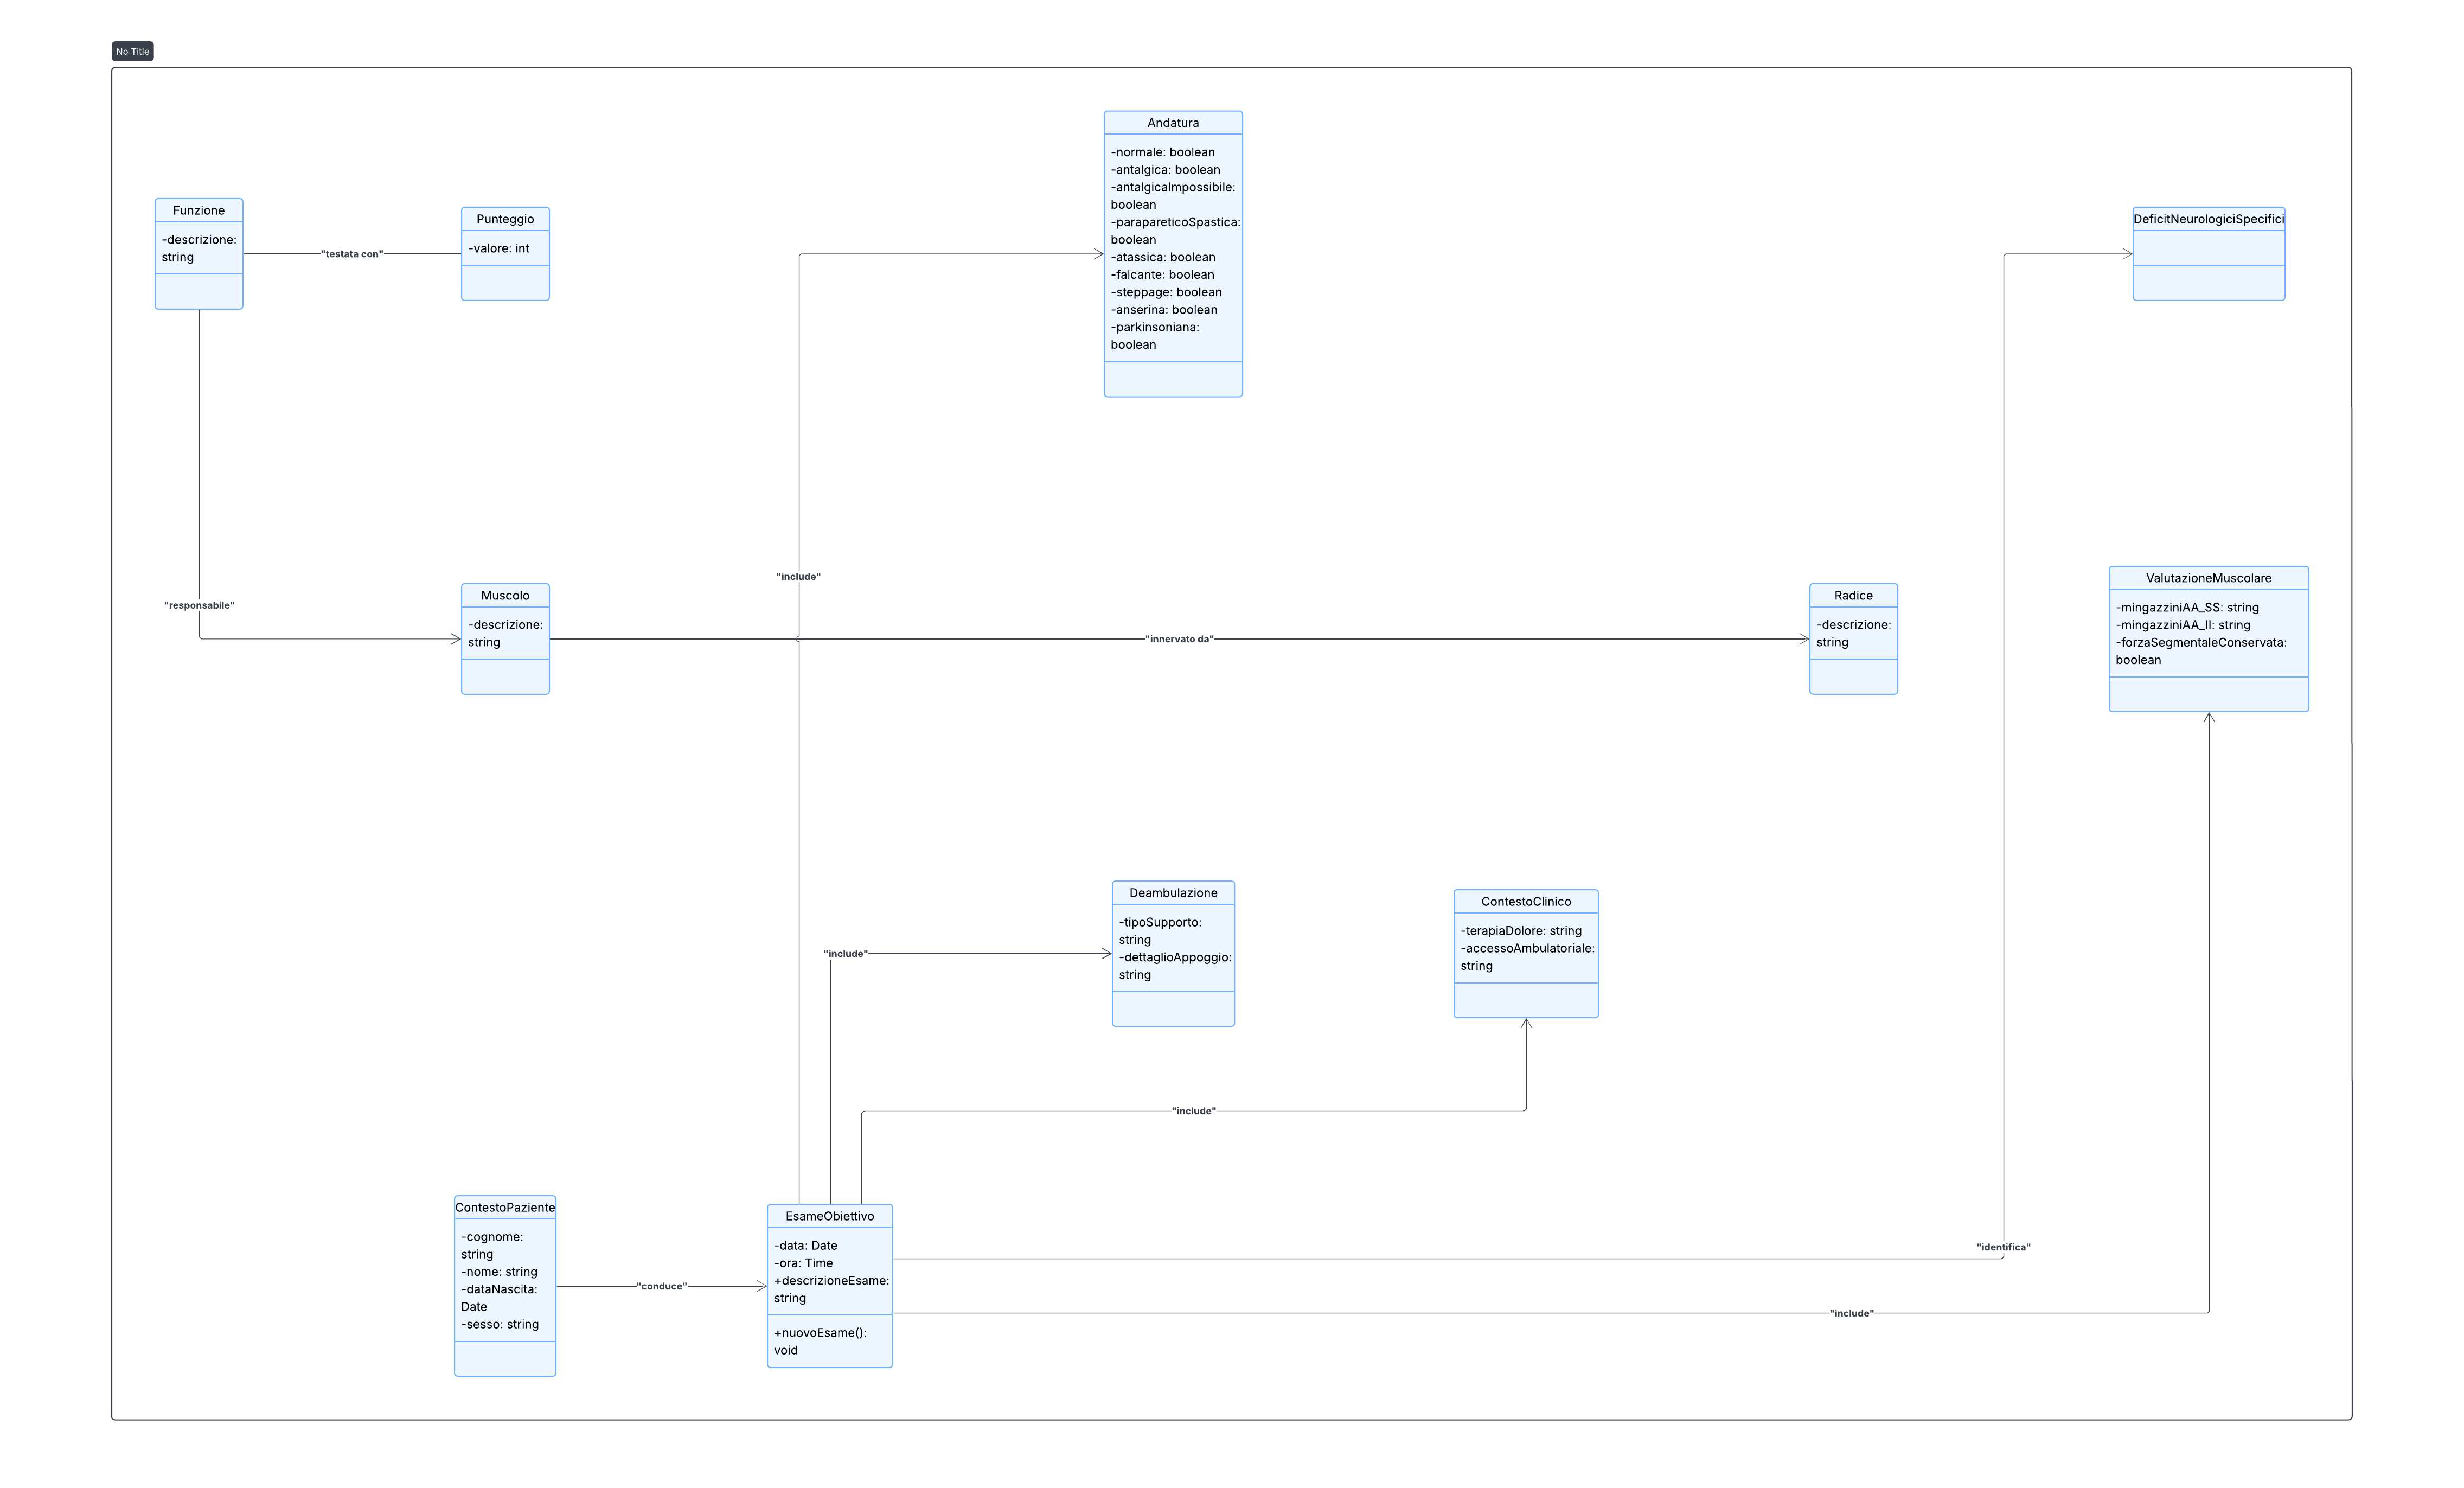 No Title
Andatura
-normale: boolean
-antalgica: boolean
-antalgicaImpossibile:
boolean
-parapareticoSpastica:
boolean
-atassica: boolean
-falcante: boolean
-steppage: boolean
-anserina: boolean
-parkinsoniana:
boolean
Funzione
-descrizione:
string
"testata con"
Punteggio
-valore: int
DeficitNeurologiciSpecifici
"include"
"responsabile"
Muscolo
-descrizione:
string
"innervato da"
Radice
-descrizione:
string
ValutazioneMuscolare
-mingazziniAA_SS: string
-mingazziniAA_II: string
-forzaSegmentaleConservata:
boolean
"include"
Deambulazione
-tipoSupporto:
string
-dettaglioAppoggio:
string
ContestoClinico
-terapiaDolore: string
-accessoAmbulatoriale:
string
"include"
ContestoPaziente
-cognome:
string
-nome: string
-dataNascita:
Date
-sesso: string
"conduce"
EsameObiettivo
-data: Date
-ora: Time
+descrizioneEsame:
string
+nuovoEsame():
void
"identifica"
"include"